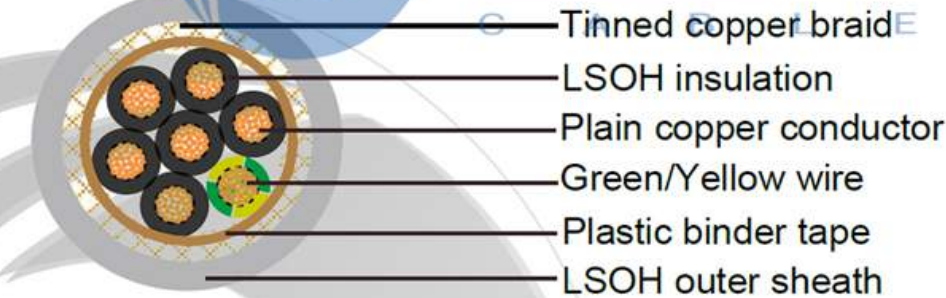 C A B L E
Tinned copper braid
LSOH insulation
Plain copper conductor
Green/Yellow wire
Plastic binder tape
LSOH outer sheath